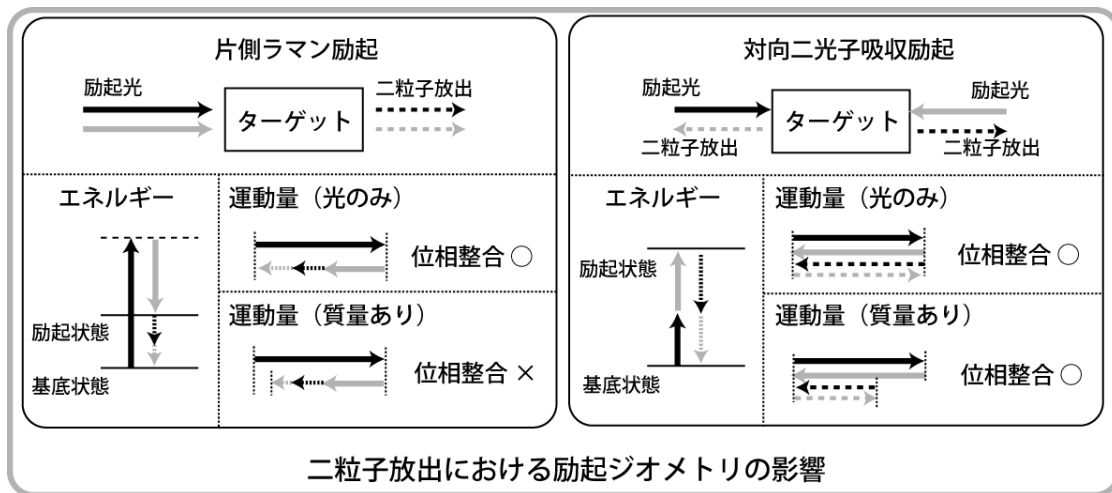 片側ラマン励起
励起光
二粒子放出
ターゲット
エネルギー
励起状態
基底状態
運動量（光のみ）
位相整合 ○
運動量（質量あり）
位相整合 ×
対向二光子吸収励起
励起光
励起光
ターゲット
二粒子放出
二粒子放出
エネルギー
励起状態
基底状態
運動量（光のみ）
位相整合 ○
運動量（質量あり）
位相整合 ○
二粒子放出における励起ジオメトリの影響